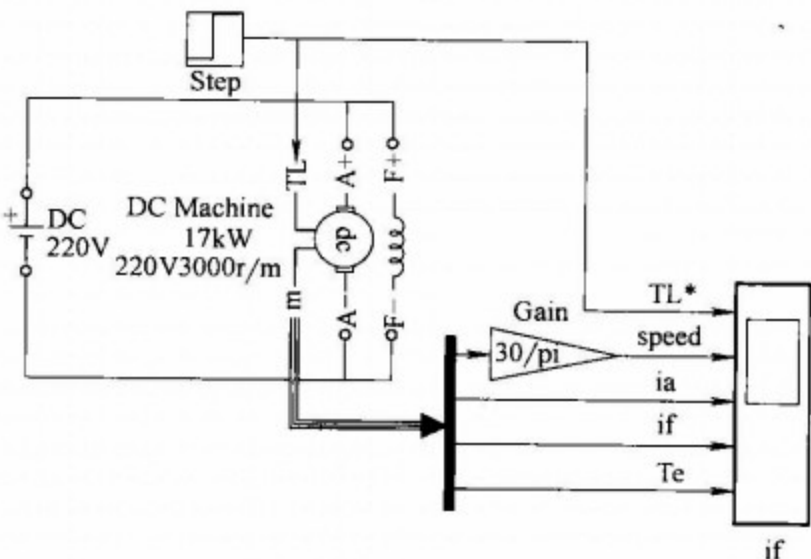 Step
TL
A+
F+
+
DC
220V
DC Machine
17kW
220V3000r/m
dc
m
A-
F-
Gain
30/pi
TL*
speed
ia
if
Te
if